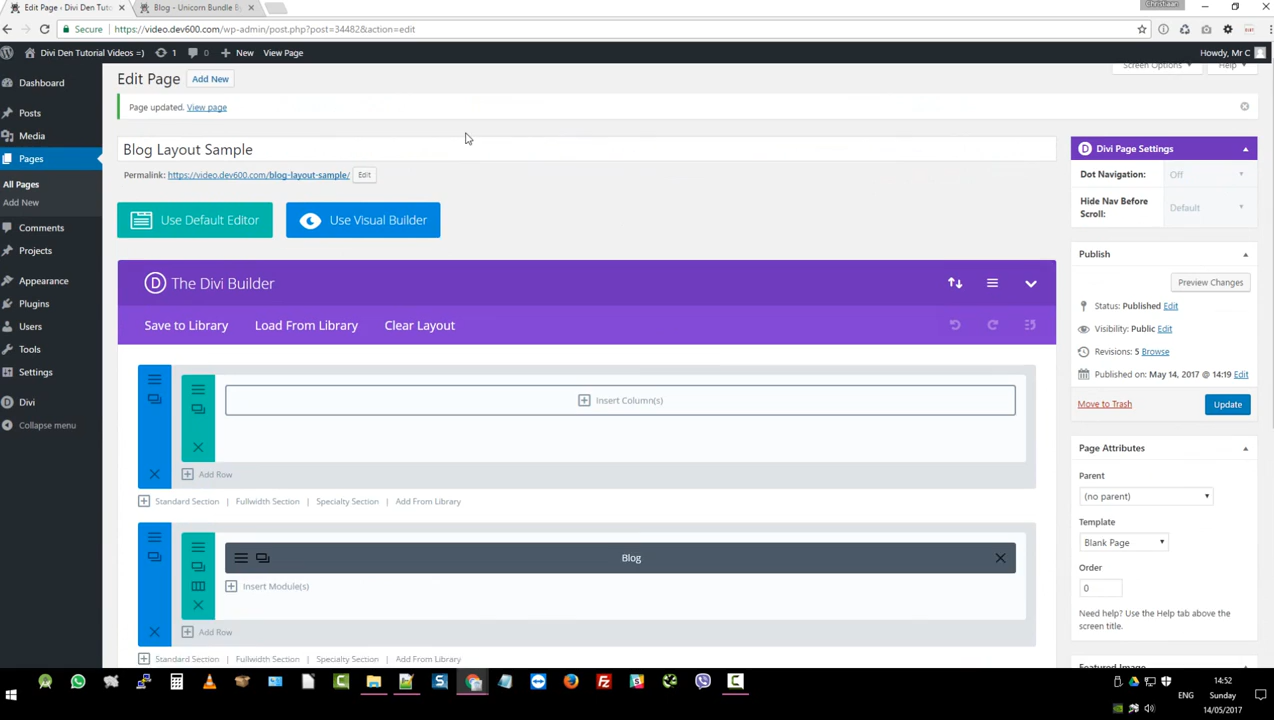 Edit Page ‹ Divi Den Tuto
Blog - Unicorn Bundle B
Christiaan
Secure
https://video.dev600.com/wp-admin/post.php?post=34482&action=edit
Divi Den Tutorial Videos =)
1
0
New
View Page
Howdy, Mr C
Dashboard
Posts
Media
Pages
All Pages
Add New
Comments
Projects
Appearance
Plugins
Users
Tools
Settings
Divi
Collapse menu
Edit Page
Add New
Screen Options
Help
Page updated. View page
Blog Layout Sample
Permalink: https://video.dev600.com/blog-layout-sample/
Edit
Use Default Editor
Use Visual Builder
D The Divi Builder
Save to Library
Load From Library
Clear Layout
Insert Column(s)
Add Row
Standard Section | Fullwidth Section | Specialty Section | Add From Library
Blog
Insert Module(s)
Add Row
Standard Section | Fullwidth Section | Specialty Section | Add From Library
D Divi Page Settings
Dot Navigation:
Off
Hide Nav Before Scroll:
Default
Publish
Preview Changes
Status: Published Edit
Visibility: Public Edit
Revisions: 5 Browse
Published on: May 14, 2017 @ 14:19 Edit
Move to Trash
Update
Page Attributes
Parent
(no parent)
Template
Blank Page
Order
0
Need help? Use the Help tab above the
screen title.
Featured Image
ENG
14:52
Sunday
14/05/2017